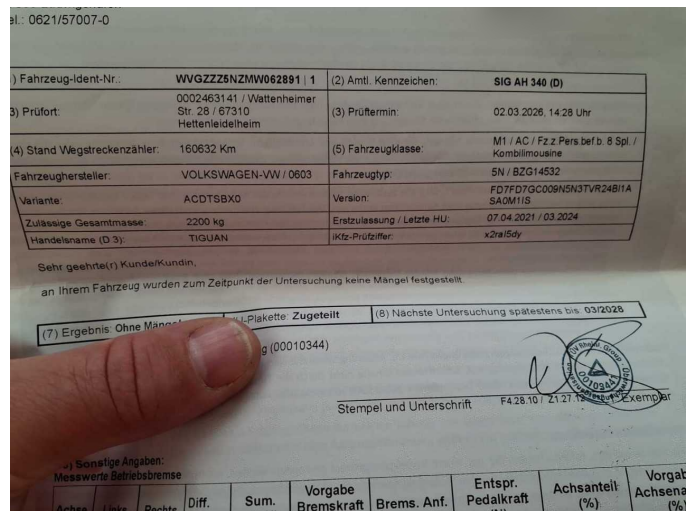 el.: 0621/57007-0
) Fahrzeug-Ident-Nr.: WVGZZZ5NZMW062891 | 1 (2) Amtl. Kennzeichen: SIG AH 340 (D)
3) Prüfort: 0002463141 / Wattenheimer Str. 28 / 67310 Hettenleidelheim (3) Prüftermin: 02.03.2026, 14:28 Uhr
(4) Stand Wegstreckenzähler: 160632 Km (5) Fahrzeugklasse: M1 / AC / Fz.z.Pers.bef.b. 8 Spl. / Kombilimousine
Fahrzeughersteller: VOLKSWAGEN-VW / 0603 Fahrzeugtyp: 5N / BZG14532
Variante: ACDTSBX0 Version: FD7FD7GC009N5N3TVR24BI1A SA0M1IS
Zulässige Gesamtmasse: 2200 kg Erstzulassung / Letzte HU: 07.04.2021 / 03.2024
Handelsname (D 3): TIGUAN iKfz-Prüfziffer: x2ral5dy
Sehr geehrte(r) Kunde/Kundin,
an Ihrem Fahrzeug wurden zum Zeitpunkt der Untersuchung keine Mängel festgestellt.
(7) Ergebnis: Ohne Mängel U-Plakette: Zugeteilt (8) Nächste Untersuchung spätestens bis: 03/2028
g (00010344)
TÜV Rheinl. Group
Stempel und Unterschrift F4.28.10 / Z1.27.12 Exemplar
) Sonstige Angaben:
Messwerte Betriebsbremse
Achse Links Rechts Diff. Sum. Vorgabe Bremskraft Brems. Anf. Entspr. Pedalkraft Achsanteil (%) Vorgab Achsena (%)